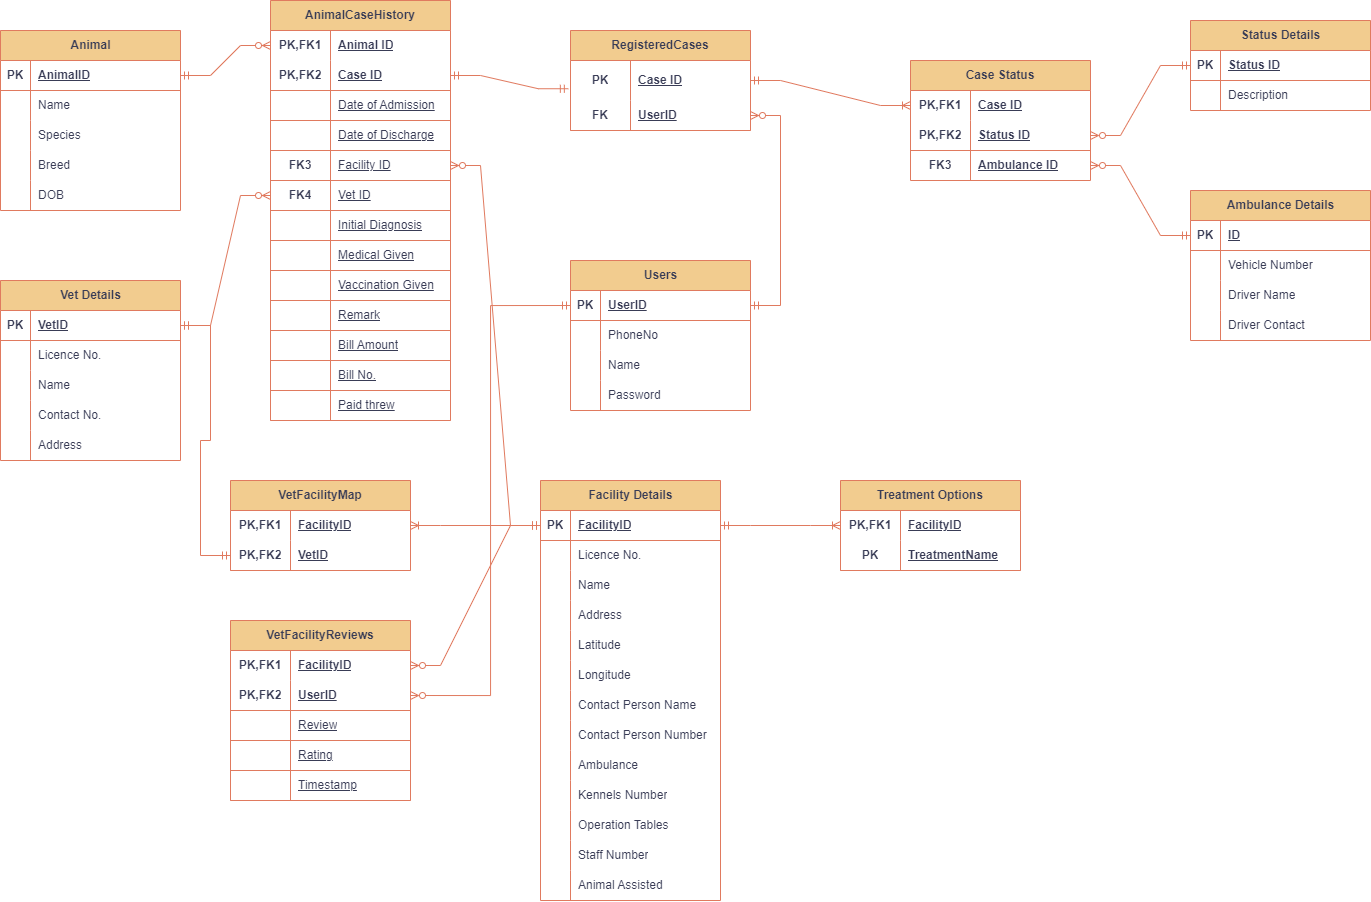 Animal
PK AnimalID
Name
Species
Breed
DOB
AnimalCaseHistory
PK,FK1 Animal ID
PK,FK2 Case ID
Date of Admission
Date of Discharge
FK3 Facility ID
FK4 Vet ID
Initial Diagnosis
Medical Given
Vaccination Given
Remark
Bill Amount
Bill No.
Paid threw
RegisteredCases
PK Case ID
FK UserID
Case Status
PK,FK1 Case ID
PK,FK2 Status ID
FK3 Ambulance ID
Status Details
PK Status ID
Description
Ambulance Details
PK ID
Vehicle Number
Driver Name
Driver Contact
Vet Details
PK VetID
Licence No.
Name
Contact No.
Address
Users
PK UserID
PhoneNo
Name
Password
VetFacilityMap
PK,FK1 FacilityID
PK,FK2 VetID
Facility Details
PK FacilityID
Licence No.
Name
Address
Latitude
Longitude
Contact Person Name
Contact Person Number
Ambulance
Kennels Number
Operation Tables
Staff Number
Animal Assisted
Treatment Options
PK,FK1 FacilityID
PK TreatmentName
VetFacilityReviews
PK,FK1 FacilityID
PK,FK2 UserID
Review
Rating
Timestamp